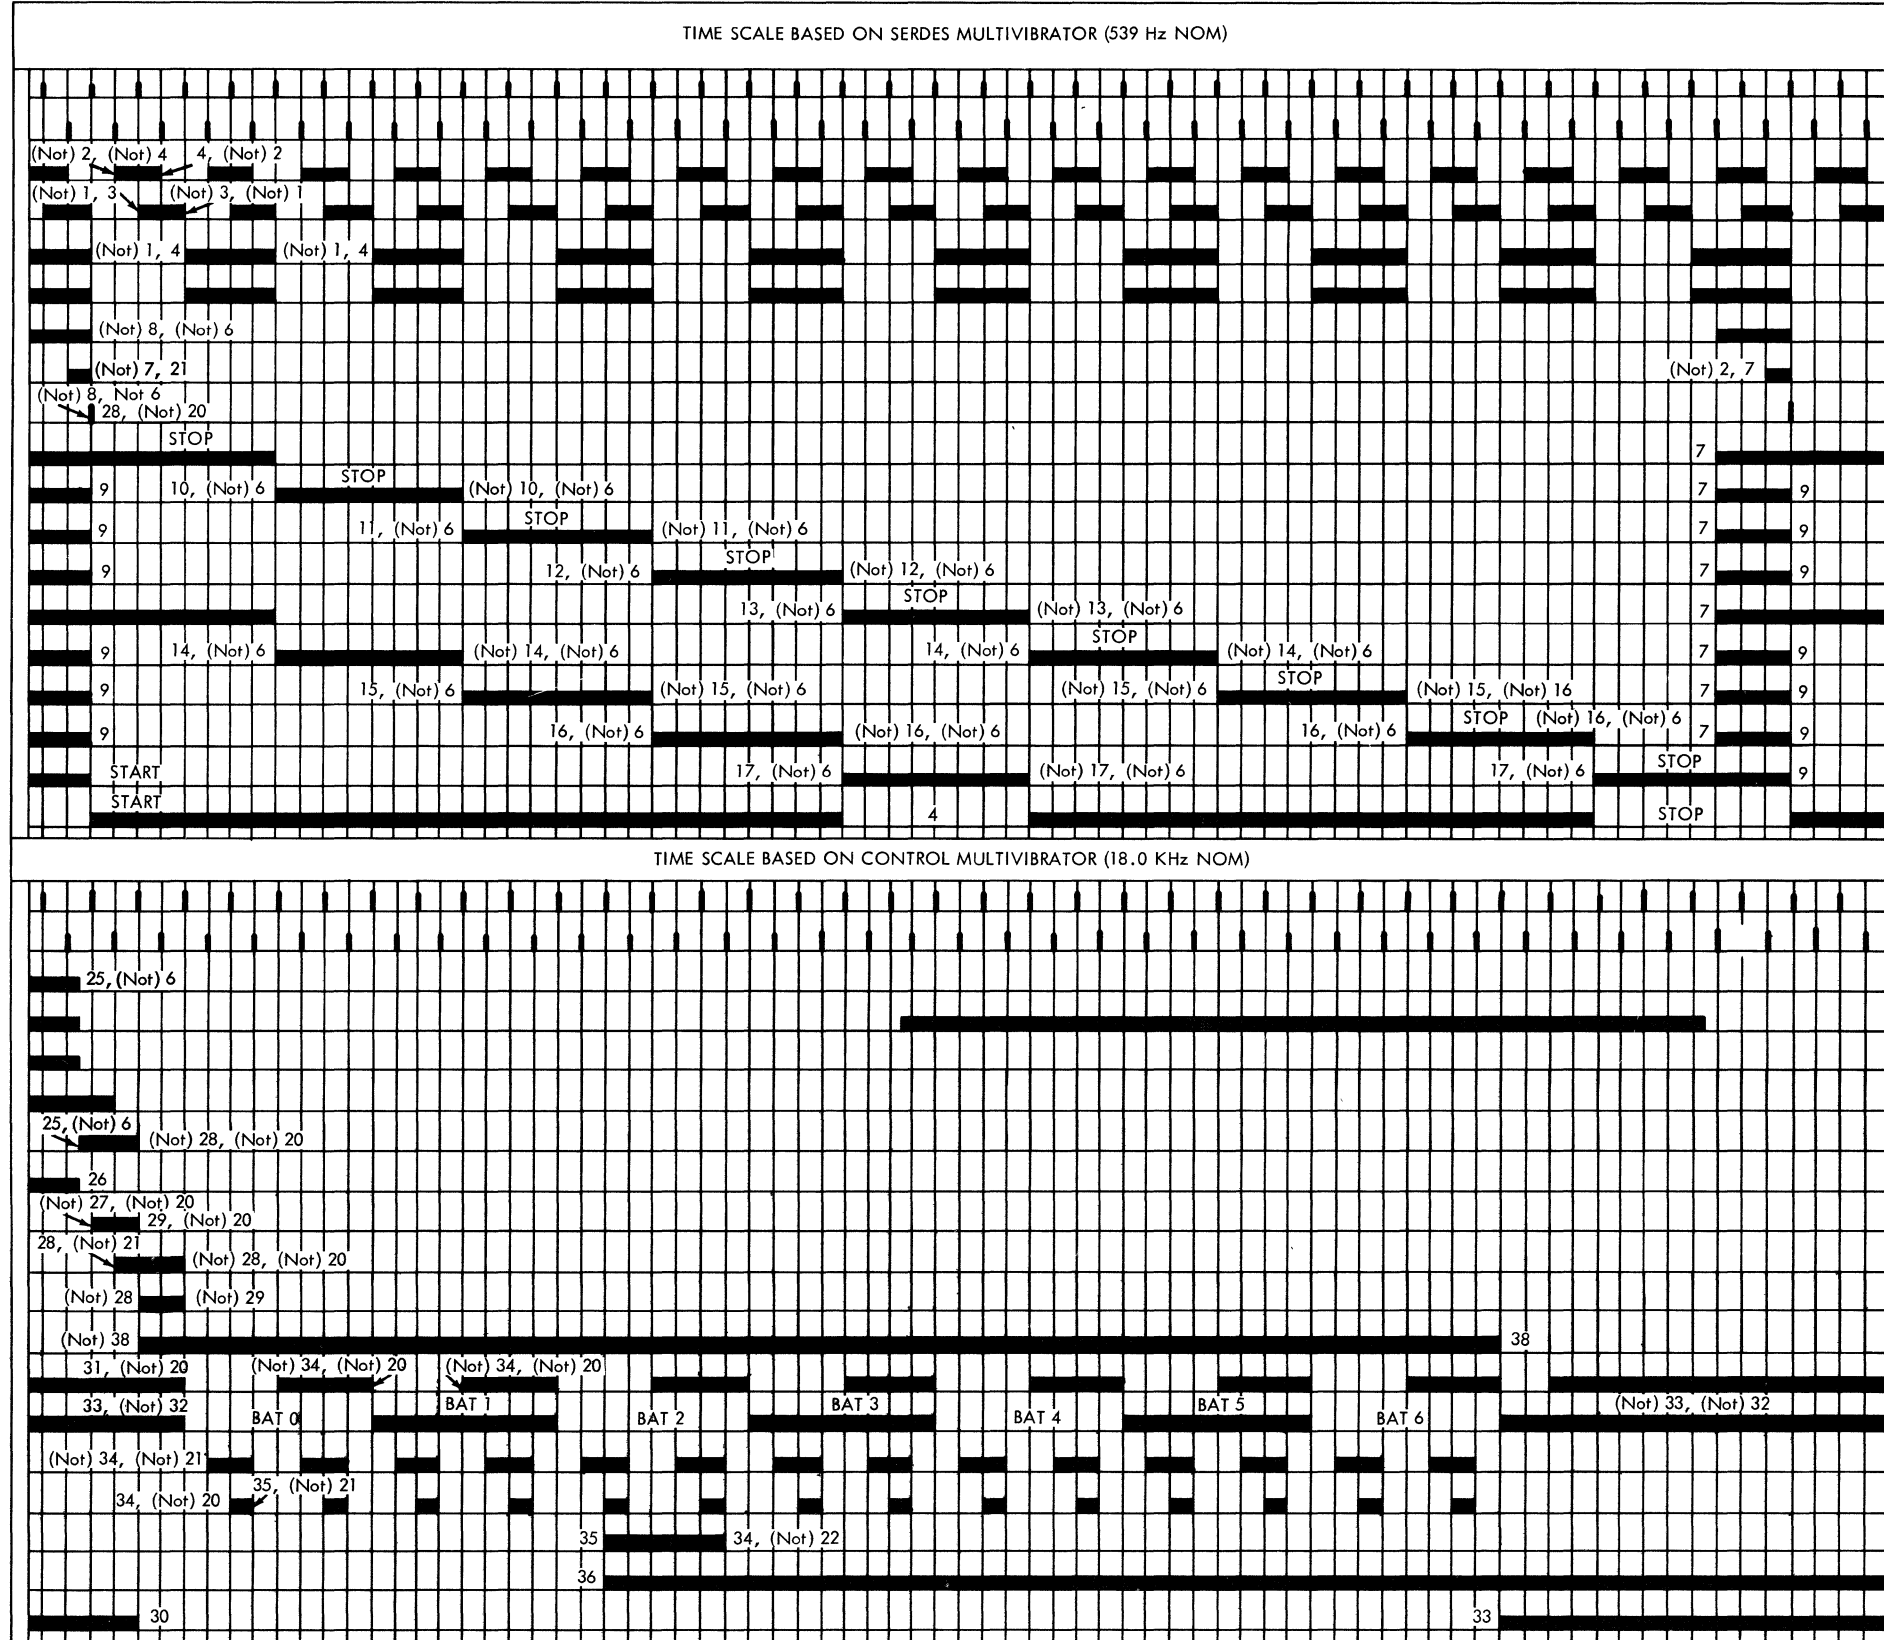 TIME SCALE BASED ON SERDES MULTIVIBRATOR (539 Hz NOM)
(Not) 2, (Not) 4 4, (Not) 2
(Not) 1, 3 (Not) 3, (Not) 1
(Not) 1, 4 (Not) 1, 4
(Not) 8, (Not) 6
(Not) 7, 21 (Not) 2, 7
(Not) 8, Not 6
28, (Not) 20
STOP
7
STOP
9 10, (Not) 6 (Not) 10, (Not) 6 7 9
STOP
9 11, (Not) 6 (Not) 11, (Not) 6 7 9
STOP
9 12, (Not) 6 (Not) 12, (Not) 6 7 9
STOP
13, (Not) 6 (Not) 13, (Not) 6 7
STOP
9 14, (Not) 6 (Not) 14, (Not) 6 14, (Not) 6 (Not) 14, (Not) 6 7 9
STOP
9 15, (Not) 6 (Not) 15, (Not) 6 (Not) 15, (Not) 6 (Not) 15, (Not) 16 7 9
STOP (Not) 16, (Not) 6
9 16, (Not) 6 (Not) 16, (Not) 6 16, (Not) 6 7 9
STOP
START 17, (Not) 6 (Not) 17, (Not) 6 17, (Not) 6 9
START
4 STOP
TIME SCALE BASED ON CONTROL MULTIVIBRATOR (18.0 KHz NOM)
25, (Not) 6
25, (Not) 6
(Not) 28, (Not) 20
26
(Not) 27, (Not) 20
29, (Not) 20
28, (Not) 21
(Not) 28, (Not) 20
(Not) 28 (Not) 29
(Not) 38 38
31, (Not) 20 (Not) 34, (Not) 20 (Not) 34, (Not) 20
33, (Not) 32 BAT 0 BAT 1 BAT 2 BAT 3 BAT 4 BAT 5 BAT 6 (Not) 33, (Not) 32
(Not) 34, (Not) 21
35, (Not) 21
34, (Not) 20
35 34, (Not) 22
36
30 33